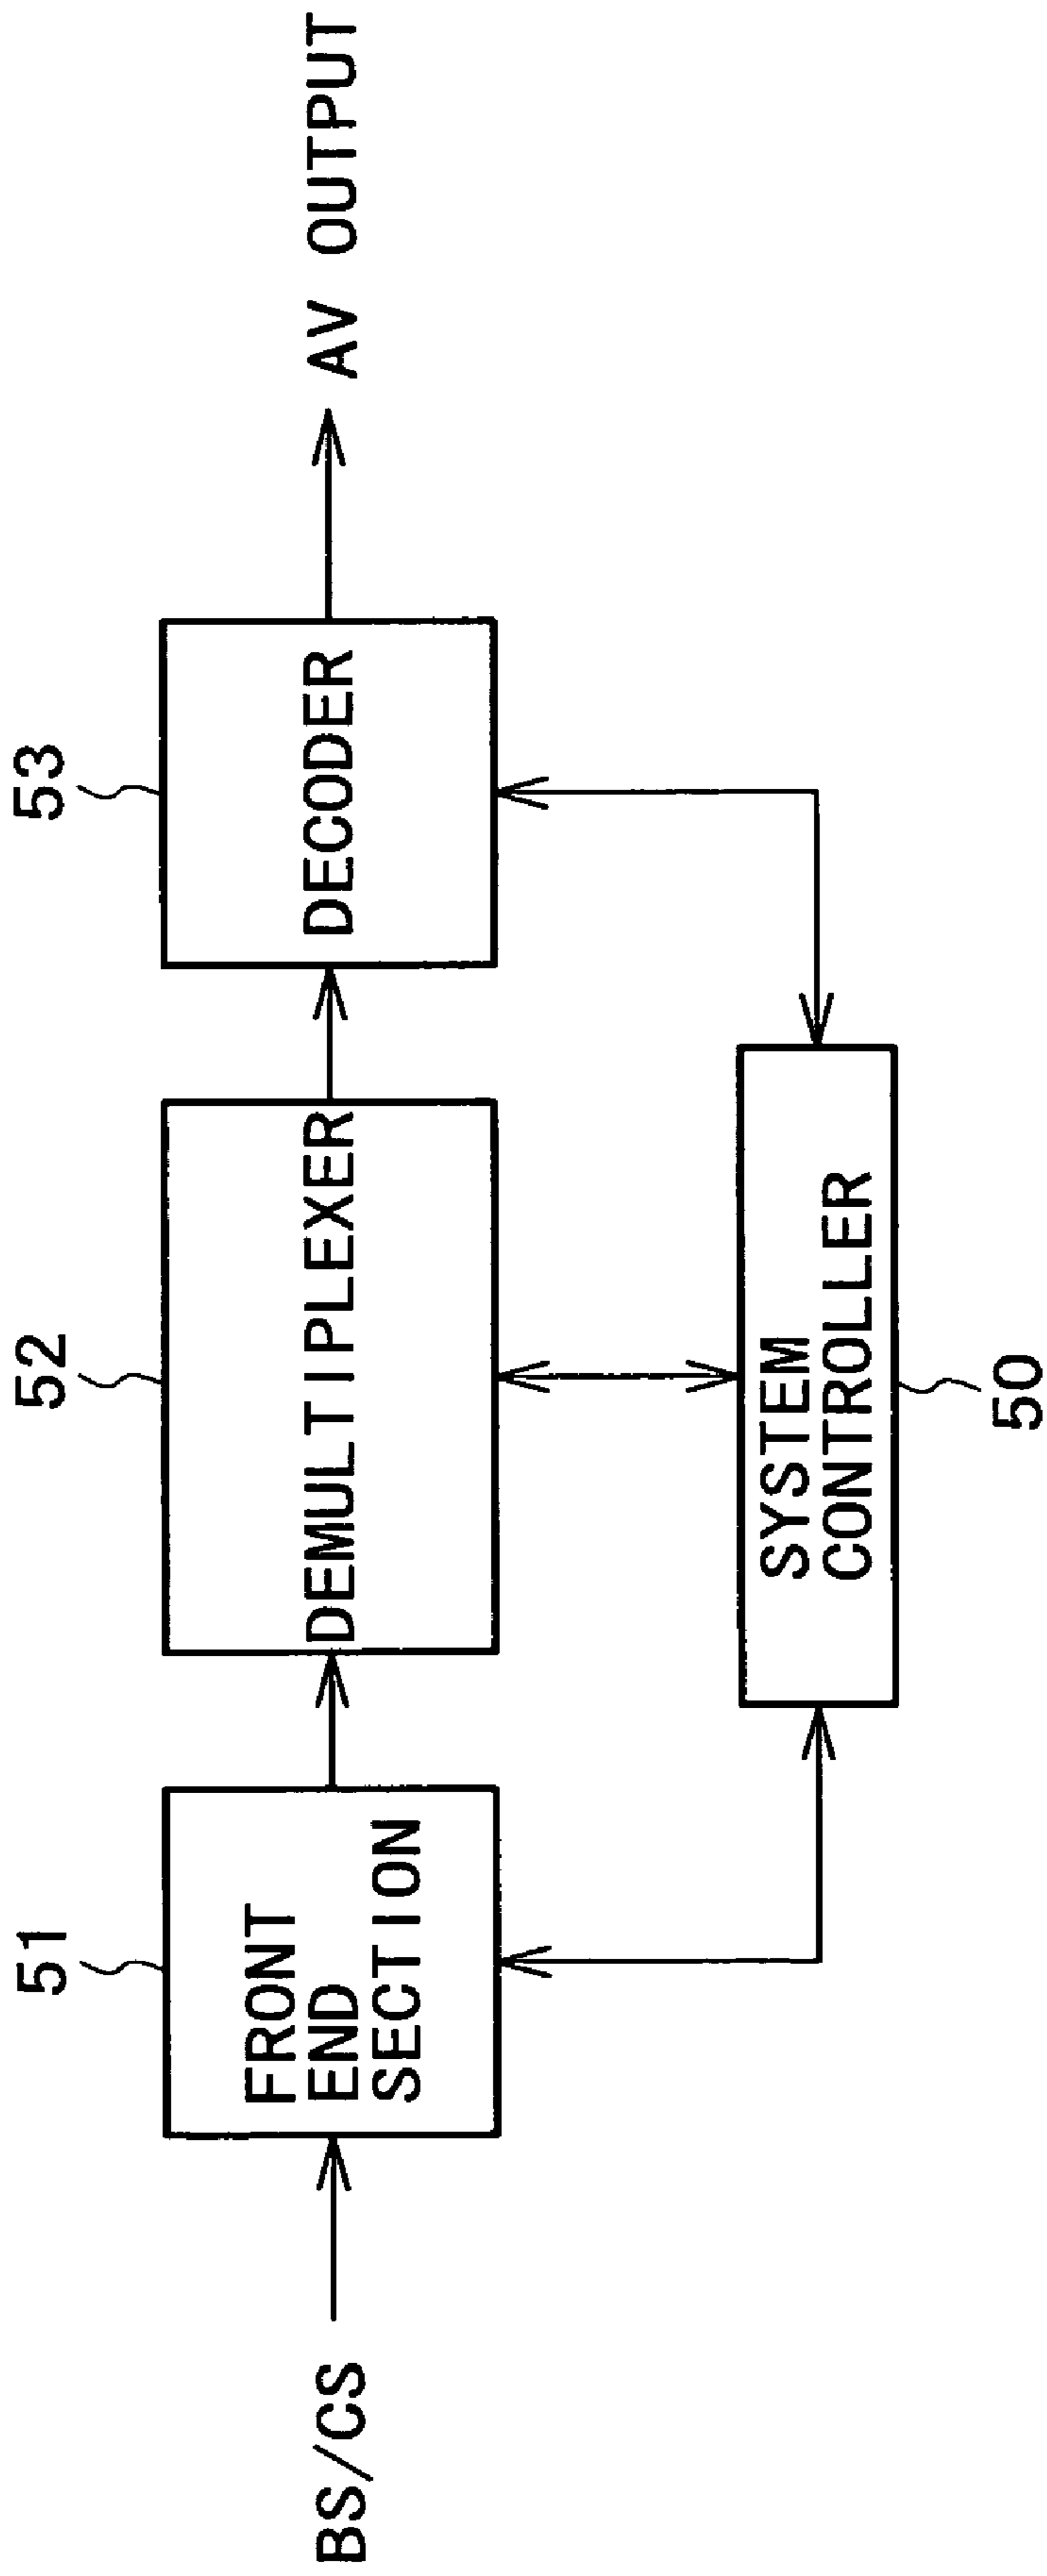 51
52
53
BS/CS
FRONT
END
SECTION
DEMULTIPLEXER
DECODER
AV OUTPUT
SYSTEM
CONTROLLER
50